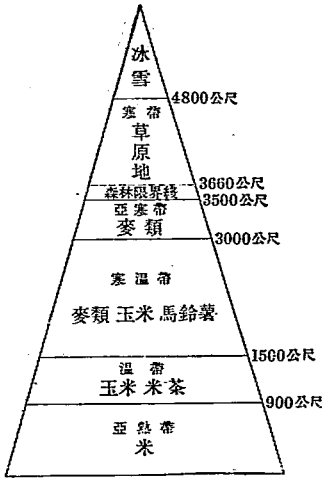 冰
雪
4800公尺
寒帶
草
原
地
3660公尺
森林限界綫
3500公尺
亞寒帶
麥類
3000公尺
寒溫帶
麥類 玉米 馬鈴薯
1500公尺
溫帶
玉米 米 茶
900公尺
亞熱帶
米